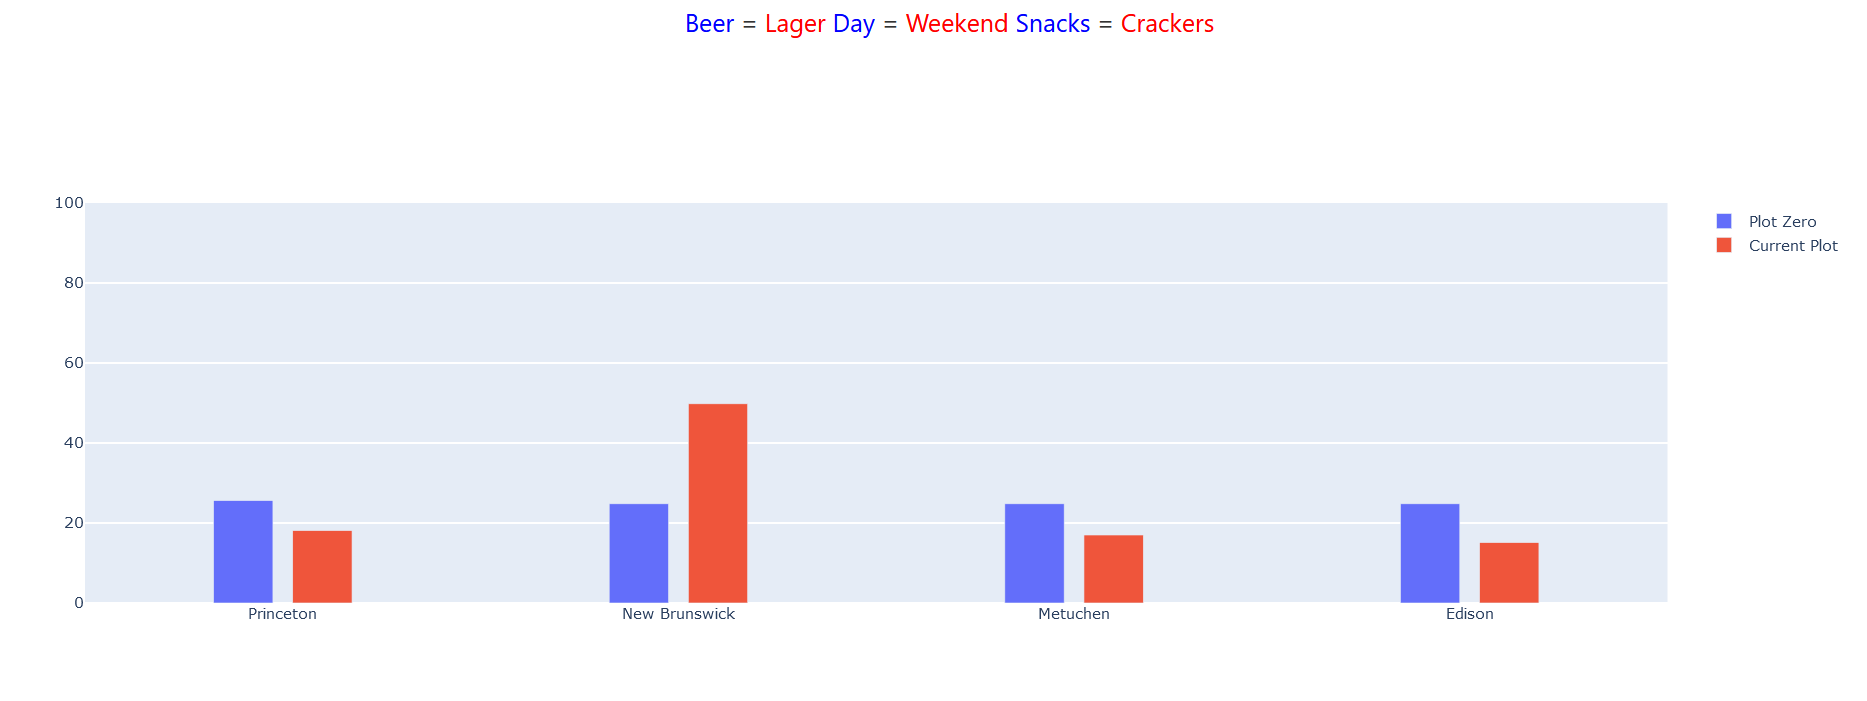 Beer = Lager Day = Weekend Snacks = Crackers
100
80
60
40
20
0
Princeton New Brunswick Metuchen Edison
Plot Zero
Current Plot